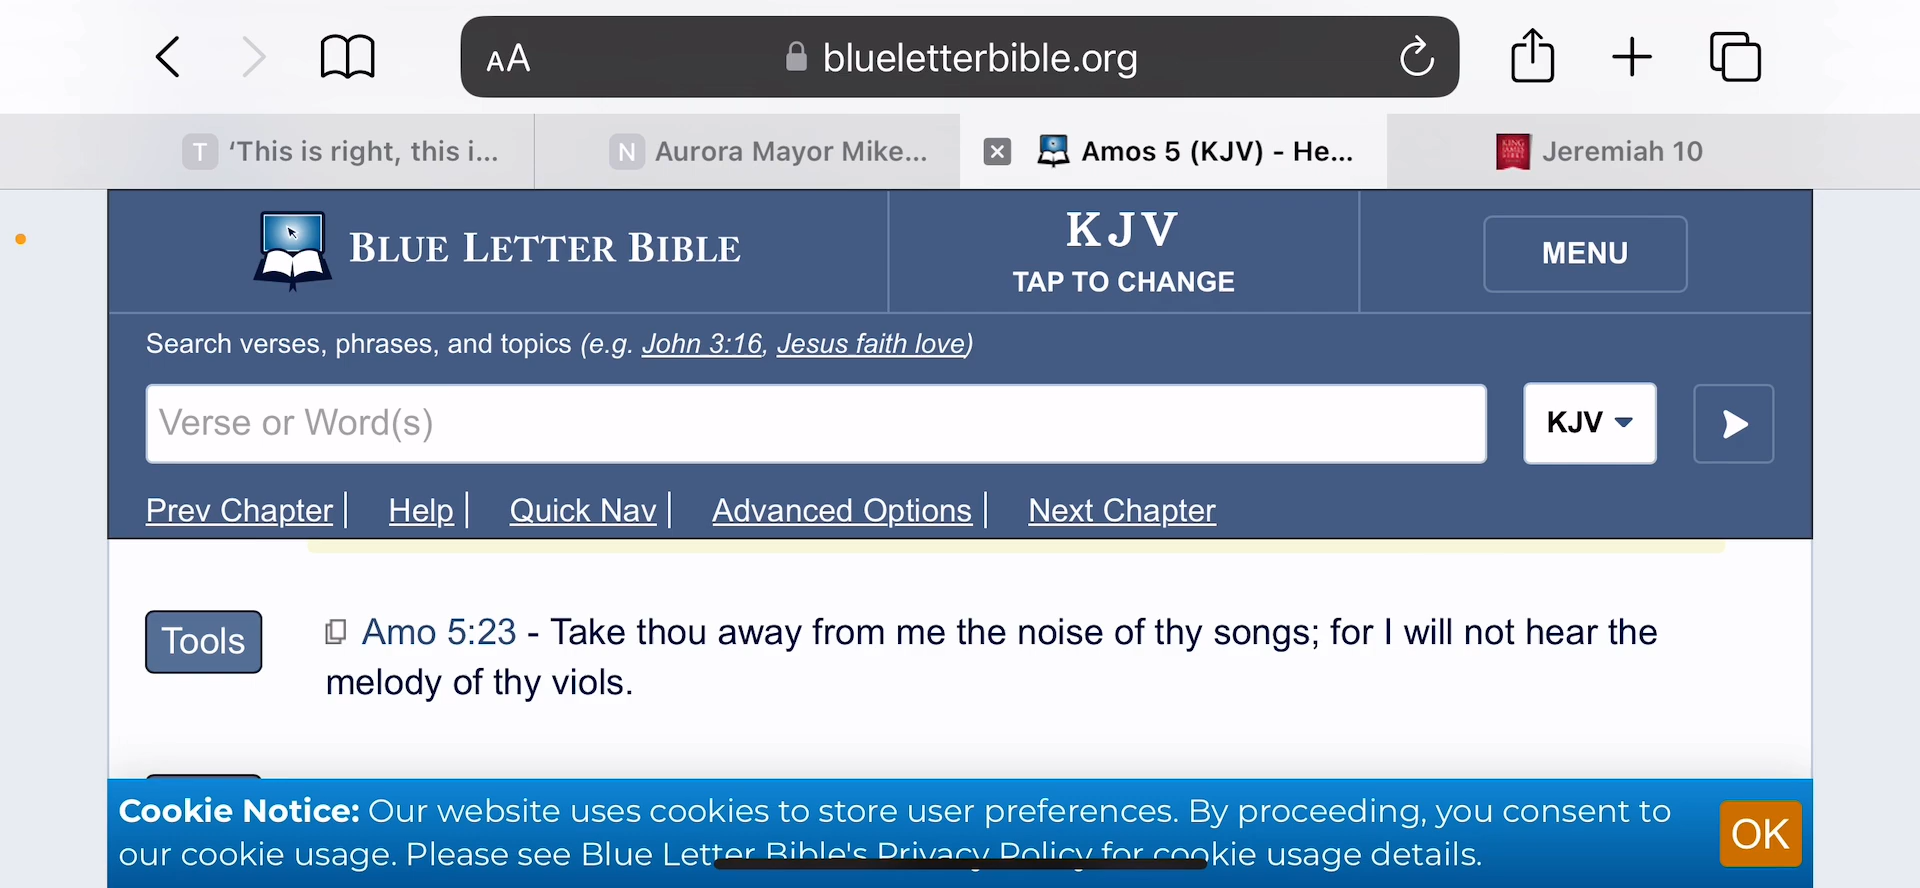 AA blueletterbible.org
T 'This is right, this i...
N Aurora Mayor Mike...
Amos 5 (KJV) - He...
KING JAMES BIBLE Jeremiah 10
BLUE LETTER BIBLE
KJV
TAP TO CHANGE
MENU
Search verses, phrases, and topics (e.g. John 3:16, Jesus faith love)
Verse or Word(s)
KJV
Prev Chapter| Help| Quick Nav| Advanced Options| Next Chapter
Tools
Amo 5:23 - Take thou away from me the noise of thy songs; for I will not hear the
melody of thy viols.
Cookie Notice: Our website uses cookies to store user preferences. By proceeding, you consent to
our cookie usage. Please see Blue Letter Bible's Privacy Policy for cookie usage details.
OK